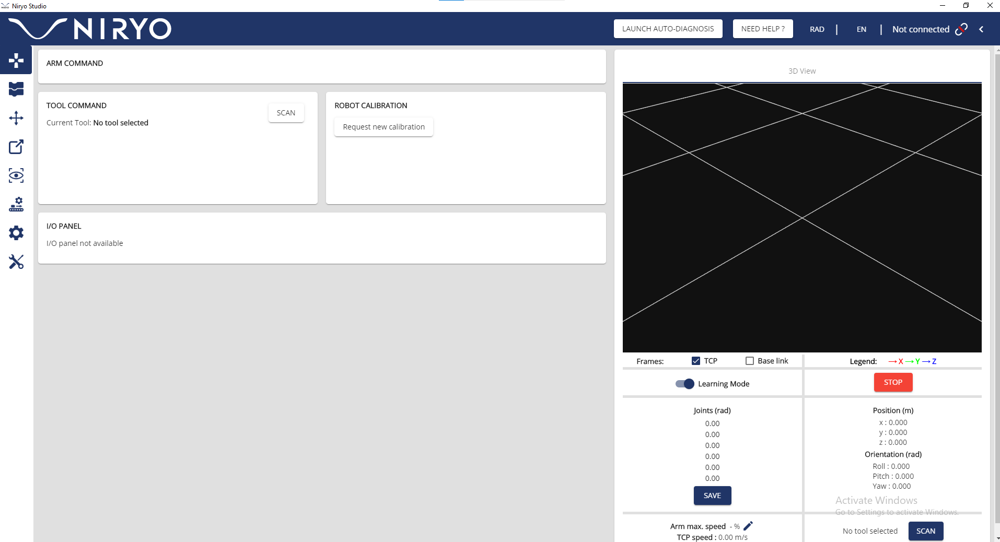 Niryo Studio
NIRYO
LAUNCH AUTO-DIAGNOSIS
NEED HELP ?
RAD
EN
Not connected
ARM COMMAND
TOOL COMMAND
SCAN
Current Tool: No tool selected
ROBOT CALIBRATION
Request new calibration
I/O PANEL
I/O panel not available
3D View
Frames:
TCP
Base link
Legend:
X
Y
Z
Learning Mode
STOP
Joints (rad)
0.00
0.00
0.00
0.00
0.00
0.00
SAVE
Position (m)
x : 0.000
y : 0.000
z : 0.000
Orientation (rad)
Roll : 0.000
Pitch : 0.000
Yaw : 0.000
Activate Windows
Go to Settings to activate Windows.
Arm max. speed - %
TCP speed : 0.00 m/s
No tool selected
SCAN